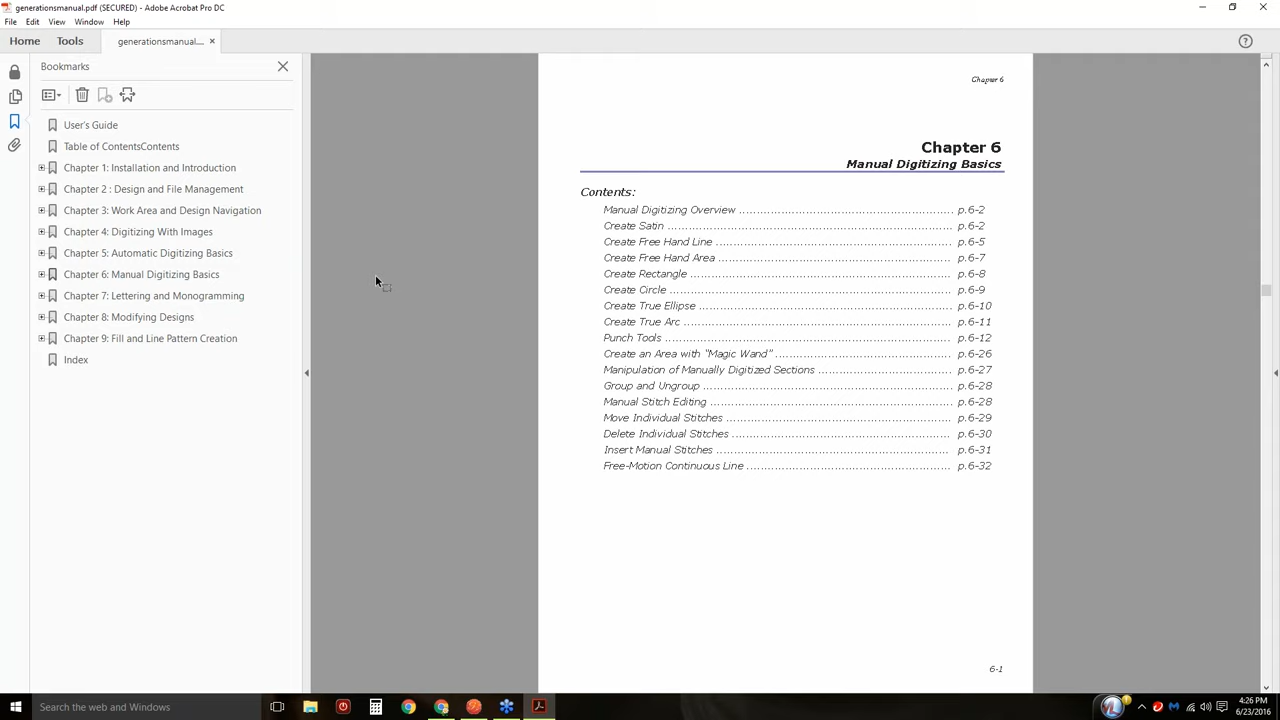 generationsmanual.pdf (SECURED) - Adobe Acrobat Pro DC
File Edit View Window Help
Home Tools generationsmanual....
Bookmarks
User's Guide
Table of ContentsContents
Chapter 1: Installation and Introduction
Chapter 2 : Design and File Management
Chapter 3: Work Area and Design Navigation
Chapter 4: Digitizing With Images
Chapter 5: Automatic Digitizing Basics
Chapter 6: Manual Digitizing Basics
Chapter 7: Lettering and Monogramming
Chapter 8: Modifying Designs
Chapter 9: Fill and Line Pattern Creation
Index
Chapter 6
Chapter 6
Manual Digitizing Basics
Contents:
Manual Digitizing Overview ........................................................ p.6-2
Create Satin ........................................................ p.6-2
Create Free Hand Line ........................................................ p.6-5
Create Free Hand Area ........................................................ p.6-7
Create Rectangle ........................................................ p.6-8
Create Circle ........................................................ p.6-9
Create True Ellipse ........................................................ p.6-10
Create True Arc ........................................................ p.6-11
Punch Tools ........................................................ p.6-12
Create an Area with "Magic Wand" ........................................................ p.6-26
Manipulation of Manually Digitized Sections ........................................................ p.6-27
Group and Ungroup ........................................................ p.6-28
Manual Stitch Editing ........................................................ p.6-28
Move Individual Stitches ........................................................ p.6-29
Delete Individual Stitches ........................................................ p.6-30
Insert Manual Stitches ........................................................ p.6-31
Free-Motion Continuous Line ........................................................ p.6-32
6-1
Search the web and Windows
4:26 PM
6/23/2016